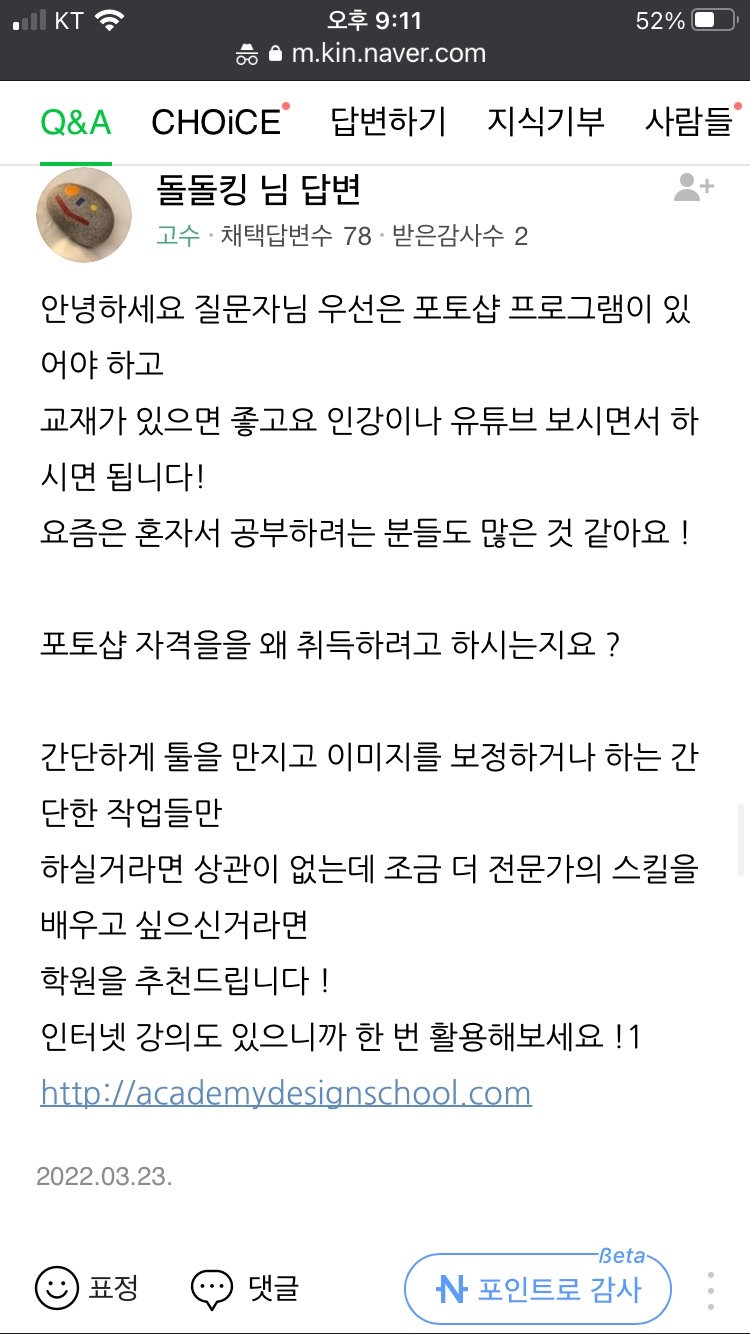 KT 오후 9:11 52%
m.kin.naver.com
Q&A CHOiCE 답변하기 지식기부 사람들
돌돌킹 님 답변
고수 · 채택답변수 78 · 받은감사수 2
안녕하세요 질문자님 우선은 포토샵 프로그램이 있
어야 하고
교재가 있으면 좋고요 인강이나 유튜브 보시면서 하
시면 됩니다!
요즘은 혼자서 공부하려는 분들도 많은 것 같아요 !
포토샵 자격을을 왜 취득하려고 하시는지요 ?
간단하게 툴을 만지고 이미지를 보정하거나 하는 간
단한 작업들만
하실거라면 상관이 없는데 조금 더 전문가의 스킬을
배우고 싶으신거라면
학원을 추천드립니다 !
인터넷 강의도 있으니까 한 번 활용해보세요 !1
http://academydesignschool.com
2022.03.23.
표정 댓글 N 포인트로 감사 ßeta